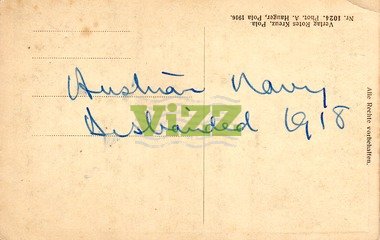 Nr. 1024. Phot. A. Hauger, Pola 1906.
Verlag Rotes Kreuz, Pola
Austrian Navy
ViZZ
Disbanded 1918
Alle Rechte vorbehalten.